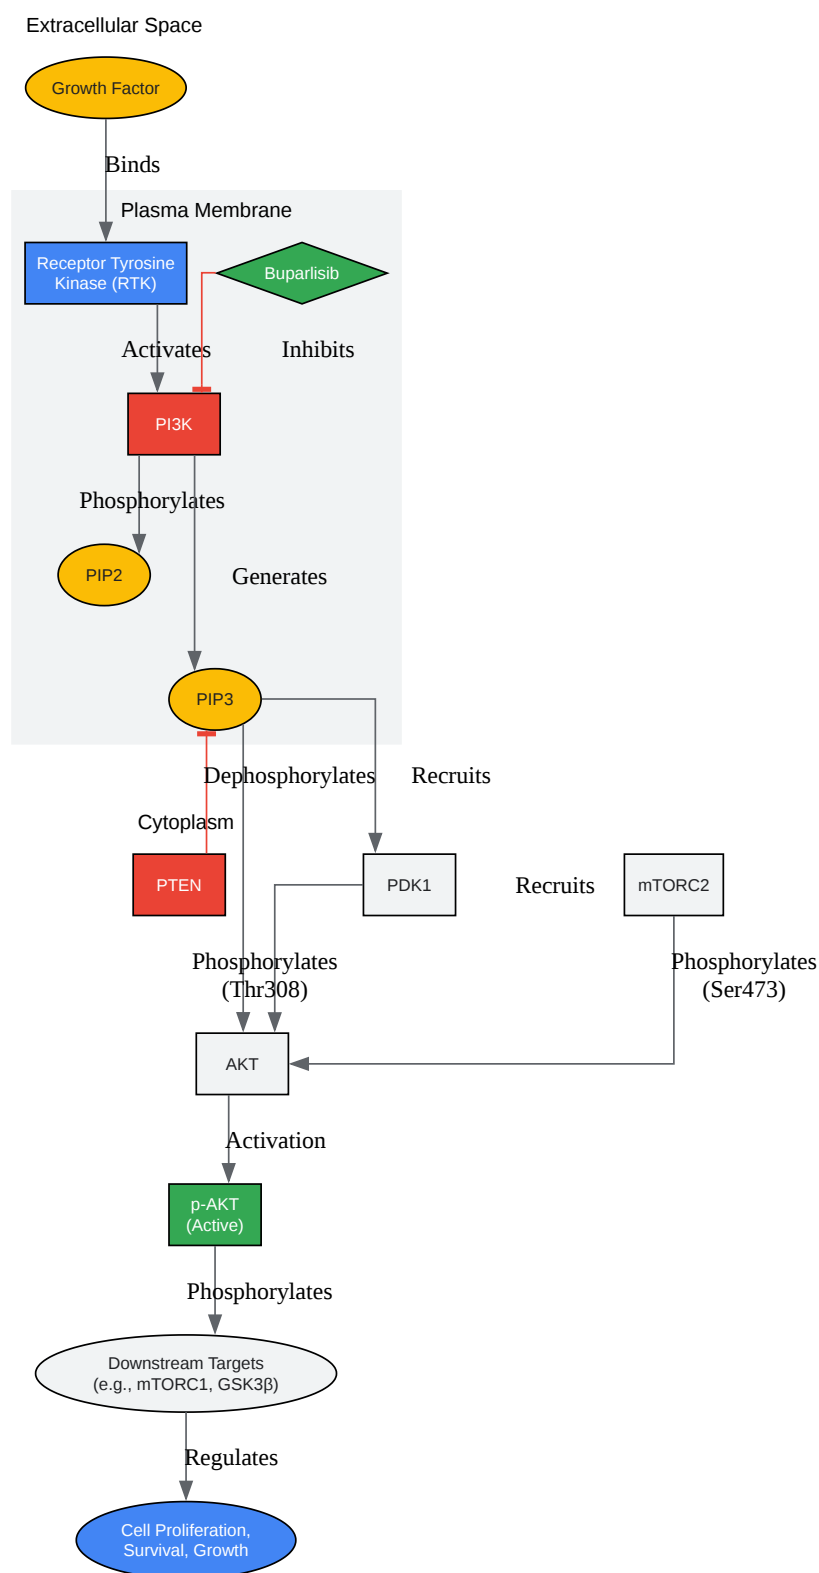 Extracellular Space
Growth Factor
Binds
Plasma Membrane
Receptor Tyrosine
Kinase (RTK)
Buparlisib
Activates
Inhibits
PI3K
Phosphorylates
PIP2
Generates
PIP3
Dephosphorylates
Recruits
Cytoplasm
PTEN
PDK1
Recruits
mTORC2
Phosphorylates
(Thr308)
Phosphorylates
(Ser473)
AKT
Activation
p-AKT
(Active)
Phosphorylates
Downstream Targets
(e.g., mTORC1, GSK3β)
Regulates
Cell Proliferation,
Survival, Growth